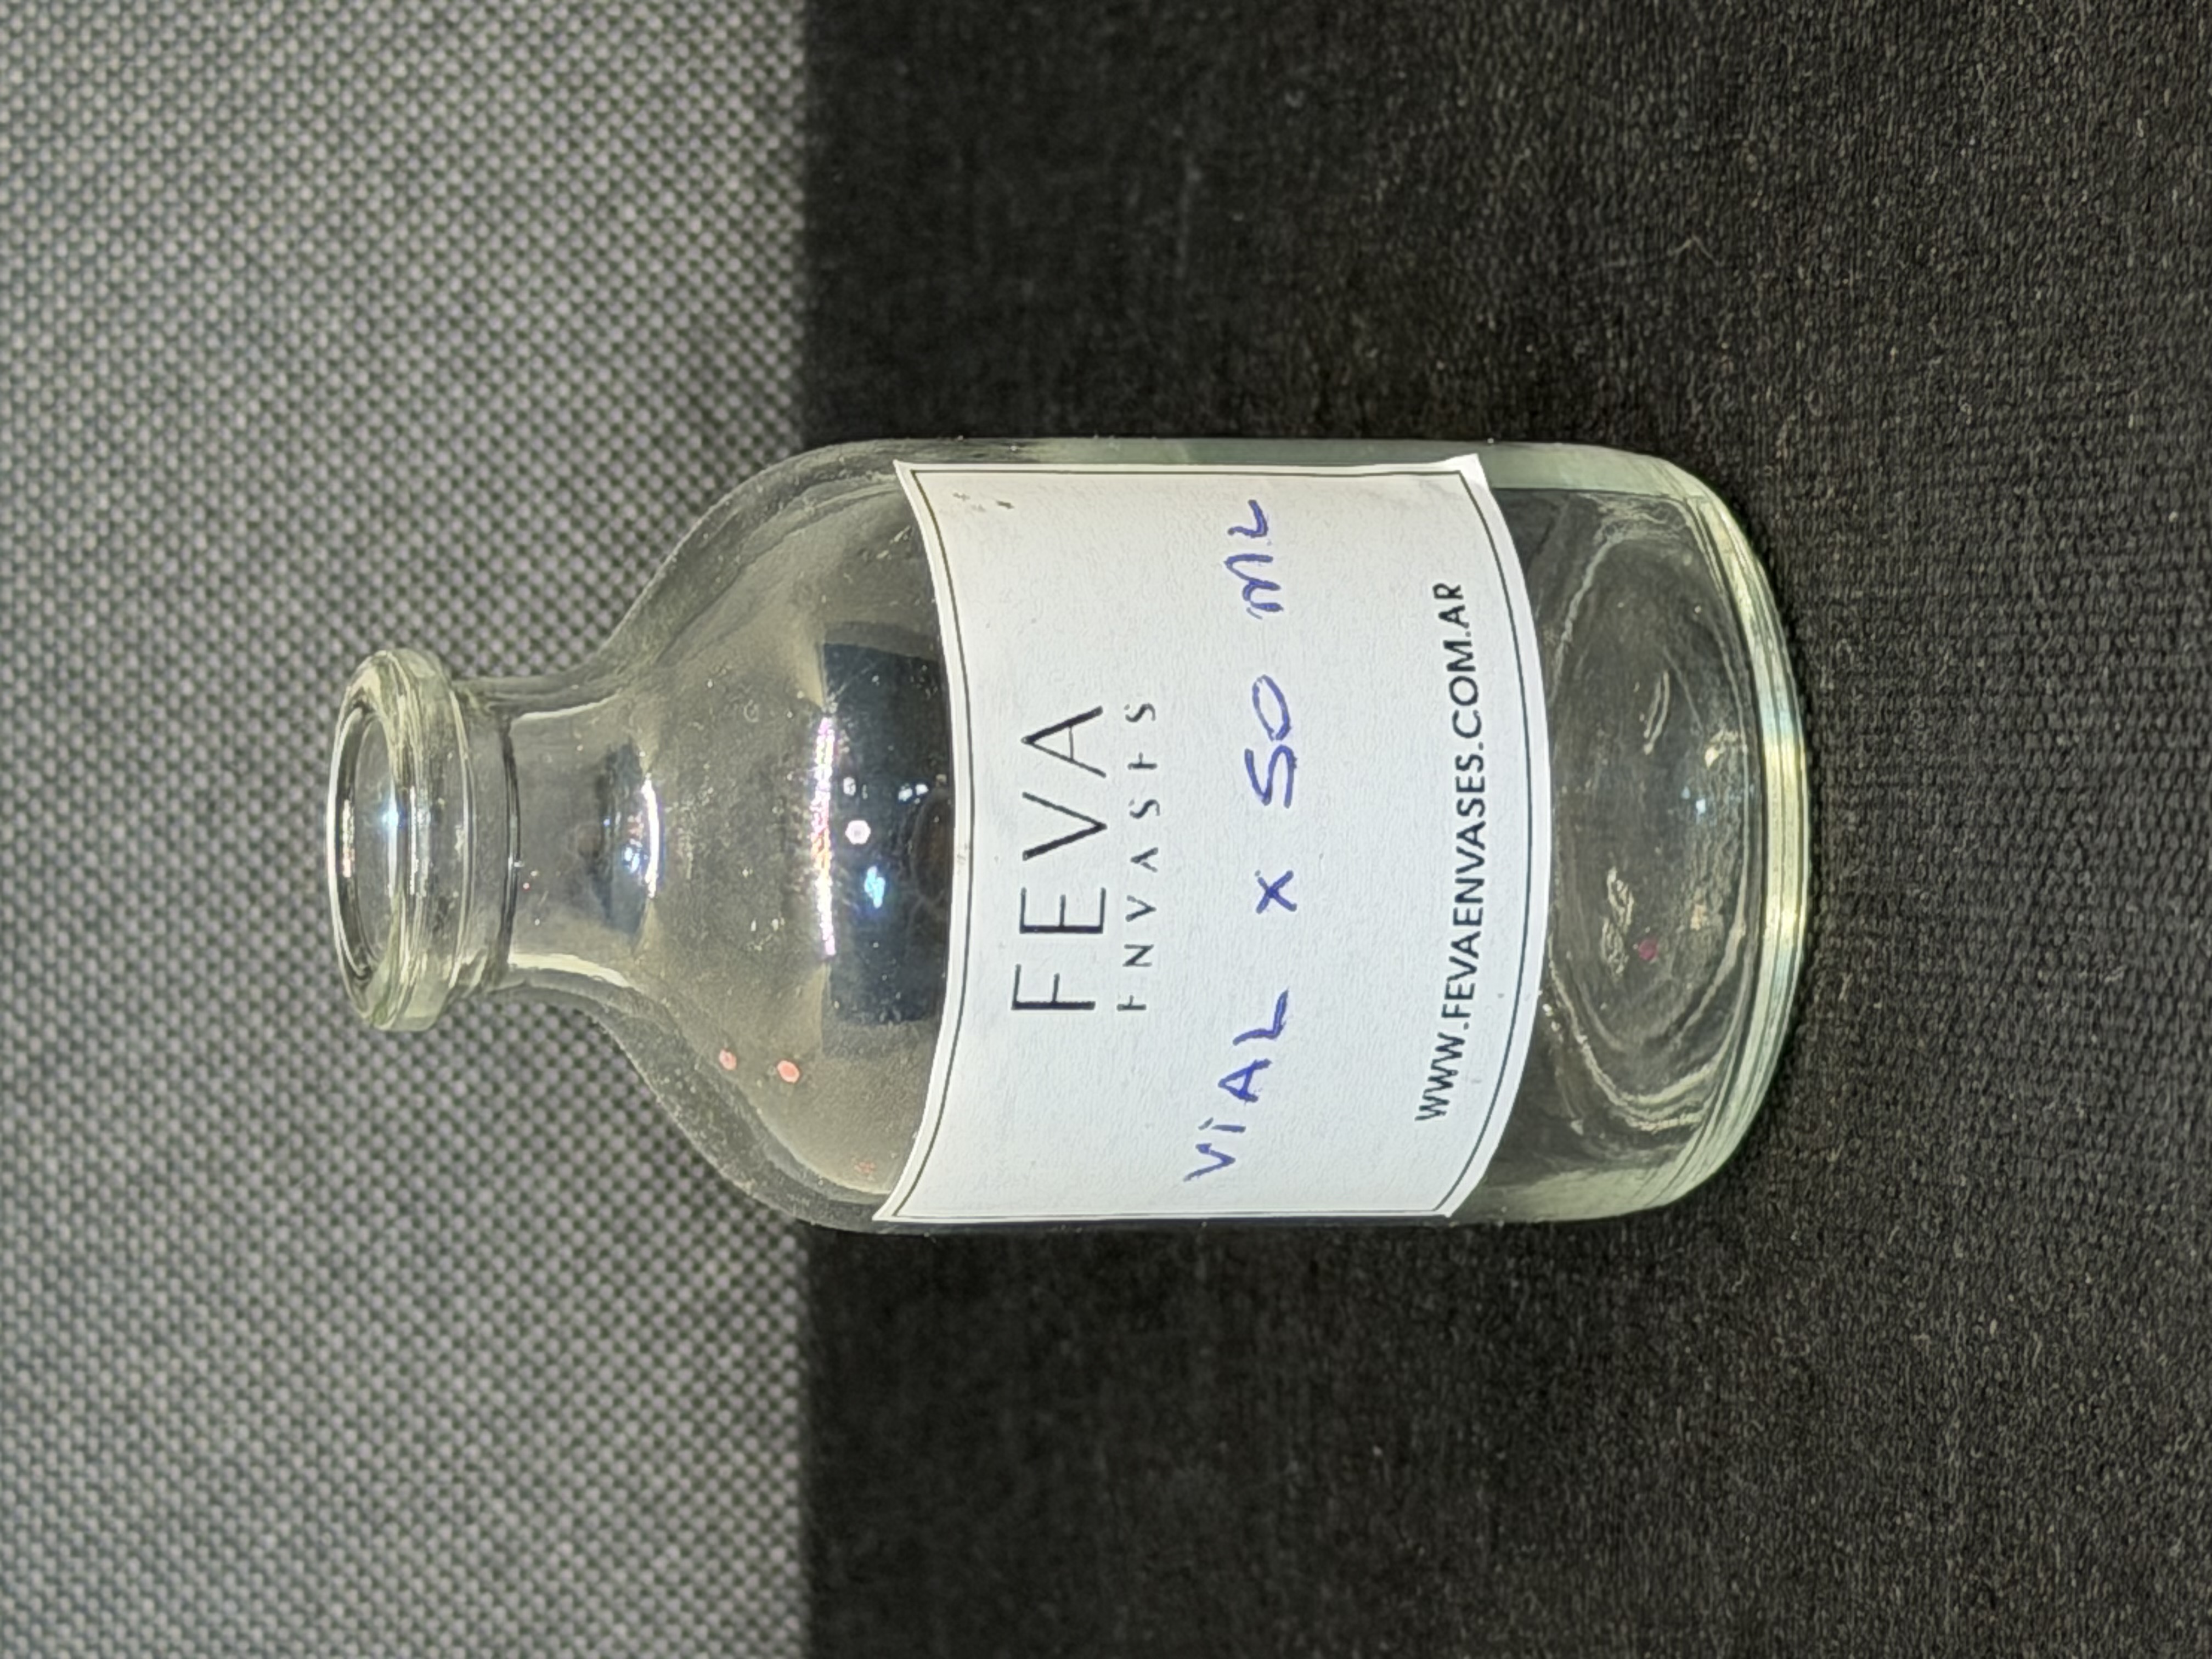 FEVA
ENVASES
ViAL x 50 mL
WWW.FEVAENVASES.COM.AR